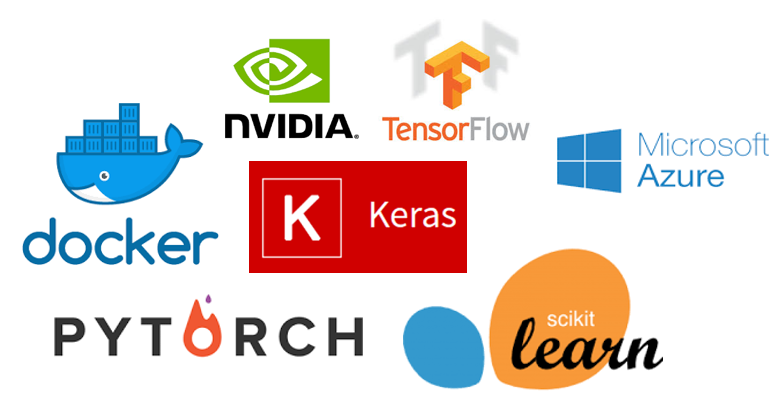 NVIDIA.
TensorFlow
Microsoft
Azure
docker
K Keras
PYTORCH
scikit
learn